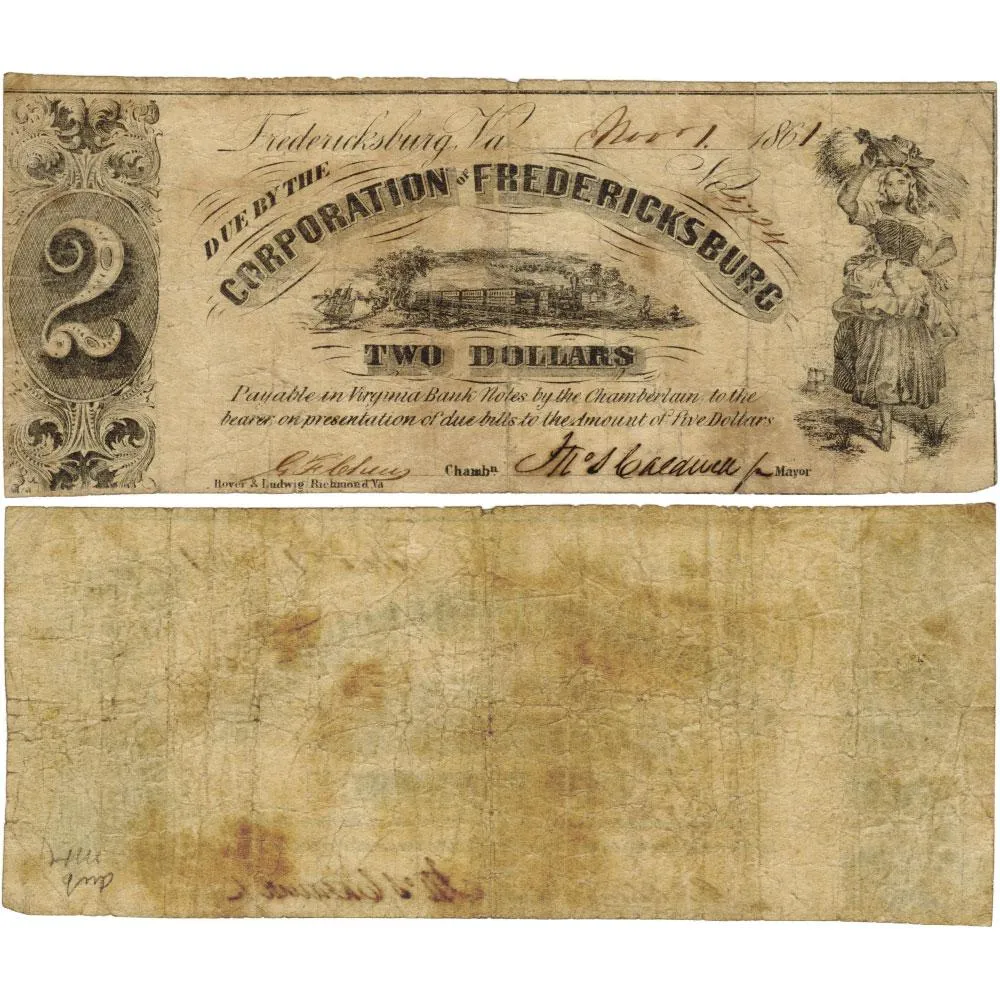 Fredericksburg, Va Nov 1. 1861
No
DUE BY THE
CORPORATION OF FREDERICKSBURG
2
TWO DOLLARS
Payable in Virginia Bank Notes by the Chamberlain to the
bearer on presentation of due bills to the Amount of Five Dollars
Chambn. Mayor
Hoyer & Ludwig Richmond Va